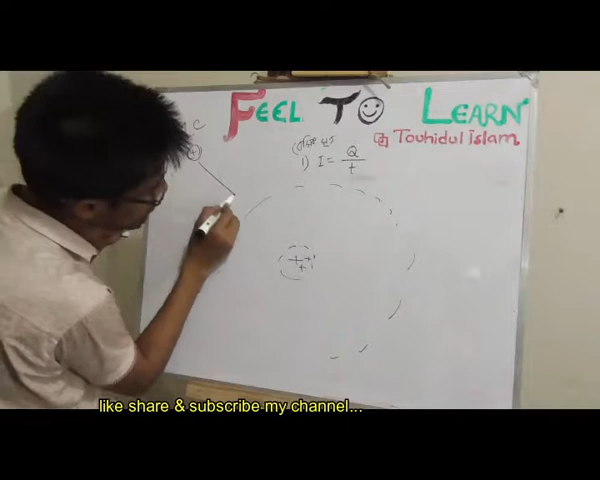 FEEL TO LEARN
Touhidul Islam
C
1) I = Q/t
+
+ +
+
like share & subscribe my channel...